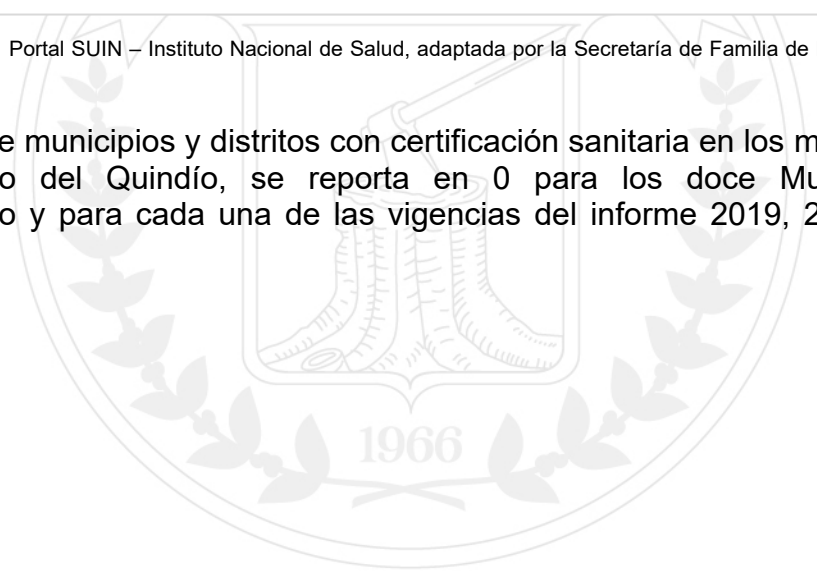 Portal SUIN – Instituto Nacional de Salud, adaptada por la Secretaría de Familia de
e municipios y distritos con certificación sanitaria en los m
o del Quindío, se reporta en 0 para los doce Mu
o y para cada una de las vigencias del informe 2019, 2
1966